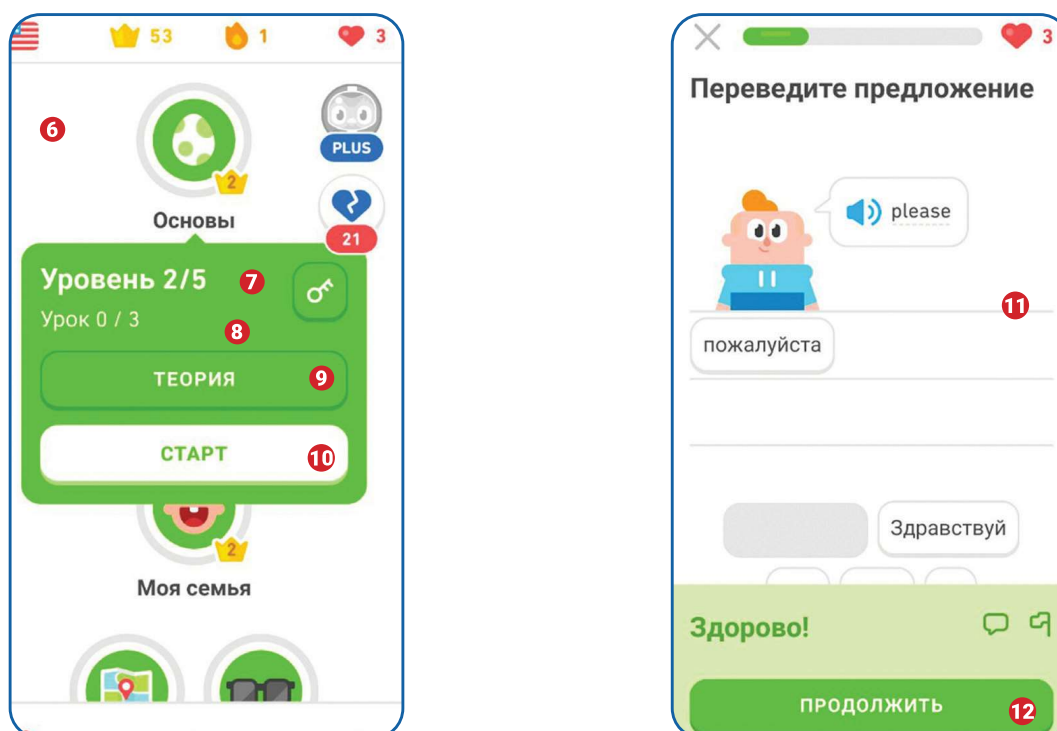 53
1
3
6
PLUS
2
Основы
21
Уровень 2/5
7
Урок 0 / 3
8
ТЕОРИЯ
9
СТАРТ
10
2
Моя семья
3
Переведите предложение
please
11
пожалуйста
Здравствуй
Здорово!
ПРОДОЛЖИТЬ
12